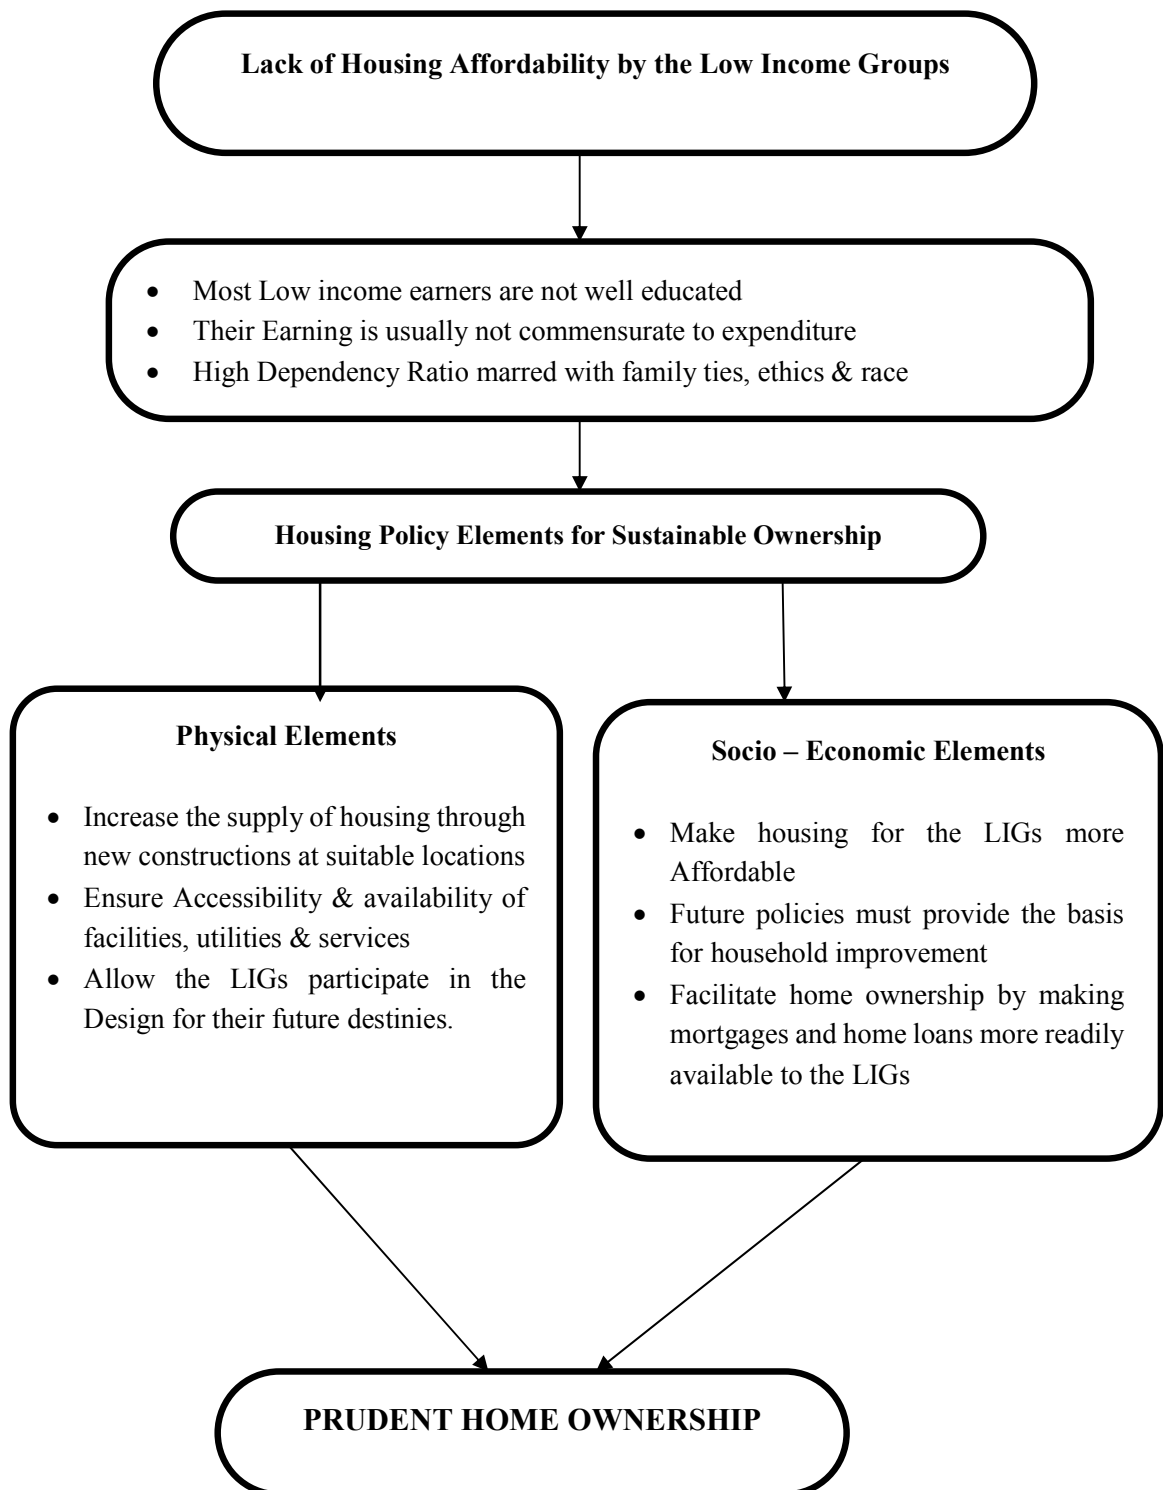 Lack of Housing Affordability by the Low Income Groups
• Most Low income earners are not well educated
• Their Earning is usually not commensurate to expenditure
• High Dependency Ratio marred with family ties, ethics & race
Housing Policy Elements for Sustainable Ownership
Physical Elements
• Increase the supply of housing through
new constructions at suitable locations
• Ensure Accessibility & availability of
facilities, utilities & services
• Allow the LIGs participate in the
Design for their future destinies.
Socio – Economic Elements
• Make housing for the LIGs more
Affordable
• Future policies must provide the basis
for household improvement
• Facilitate home ownership by making
mortgages and home loans more readily
available to the LIGs
PRUDENT HOME OWNERSHIP